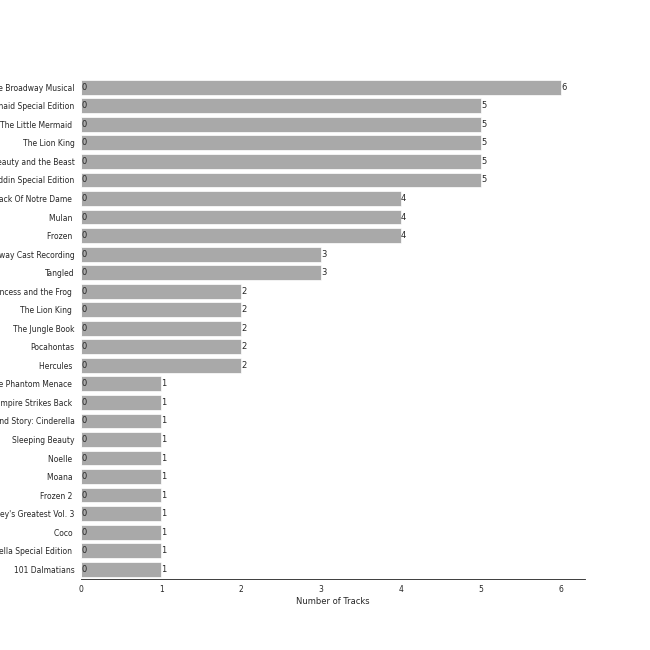 e Broadway Musical 0 6
naid Special Edition 0 5
The Little Mermaid 0 5
The Lion King 0 5
eauty and the Beast 0 5
ddin Special Edition 0 5
ack Of Notre Dame 0 4
Mulan 0 4
Frozen 0 4
way Cast Recording 0 3
Tangled 0 3
ncess and the Frog 0 2
The Lion King 0 2
The Jungle Book 0 2
Pocahontas 0 2
Hercules 0 2
e Phantom Menace 0 1
mpire Strikes Back 0 1
nd Story: Cinderella 0 1
Sleeping Beauty 0 1
Noelle 0 1
Moana 0 1
Frozen 2 0 1
ey's Greatest Vol. 3 0 1
Coco 0 1
ella Special Edition 0 1
101 Dalmatians 0 1
0 1 2 3 4 5 6
Number of Tracks